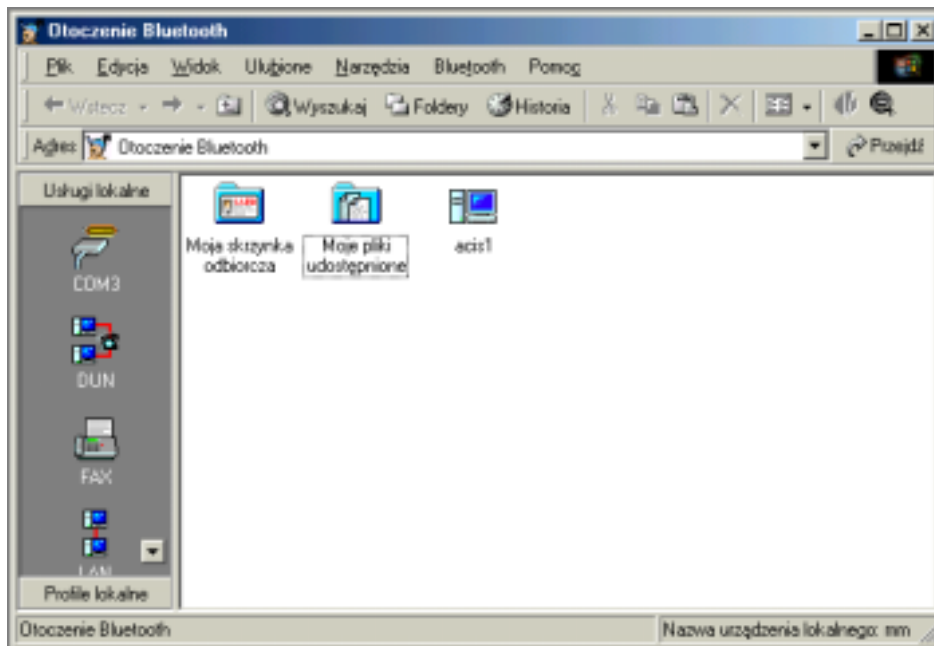 Otoczenie Bluetooth
Plik Edycja Widok Ulubione Narzędzia Bluetooth Pomoc
Wstecz Wyszukaj Foldery Historia
Adres Otoczenie Bluetooth Przejdź
Usługi lokalne
COM3
DUN
FAX
LAN
Profile lokalne
Moja skrzynka
odbiorcza
Moje pliki
udostępnione
acis1
Otoczenie Bluetooth
Nazwa urządzenia lokalnego: mm